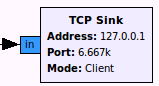 TCP Sink
in
Address: 127.0.0.1
Port: 6.667k
Mode: Client